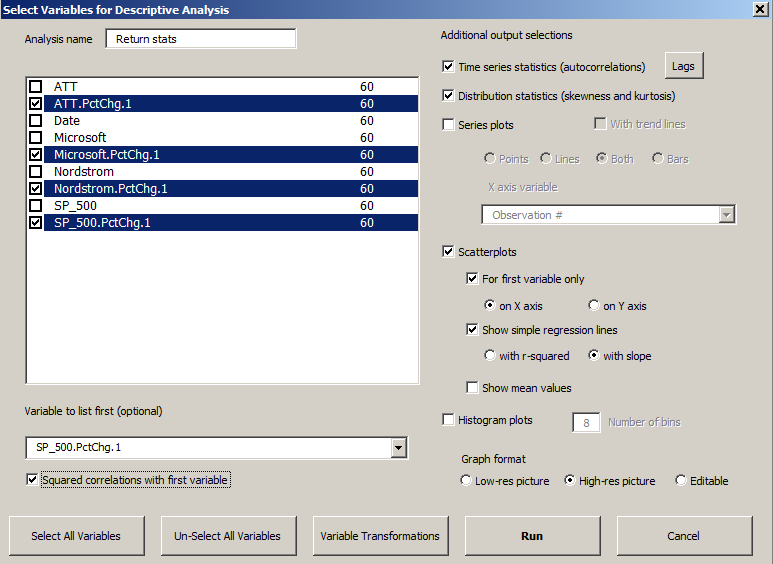 Select Variables for Descriptive Analysis
Analysis name Return stats
ATT 60
ATT.PctChg.1 60
Date 60
Microsoft 60
Microsoft.PctChg.1 60
Nordstrom 60
Nordstrom.PctChg.1 60
SP_500 60
SP_500.PctChg.1 60
Variable to list first (optional)
SP_500.PctChg.1
Squared correlations with first variable
Additional output selections
Time series statistics (autocorrelations) Lags
Distribution statistics (skewness and kurtosis)
Series plots With trend lines
Points Lines Both Bars
X axis variable
Observation #
Scatterplots
For first variable only
on X axis on Y axis
Show simple regression lines
with r-squared with slope
Show mean values
Histogram plots 8 Number of bins
Graph format
Low-res picture High-res picture Editable
Select All Variables Un-Select All Variables Variable Transformations Run Cancel